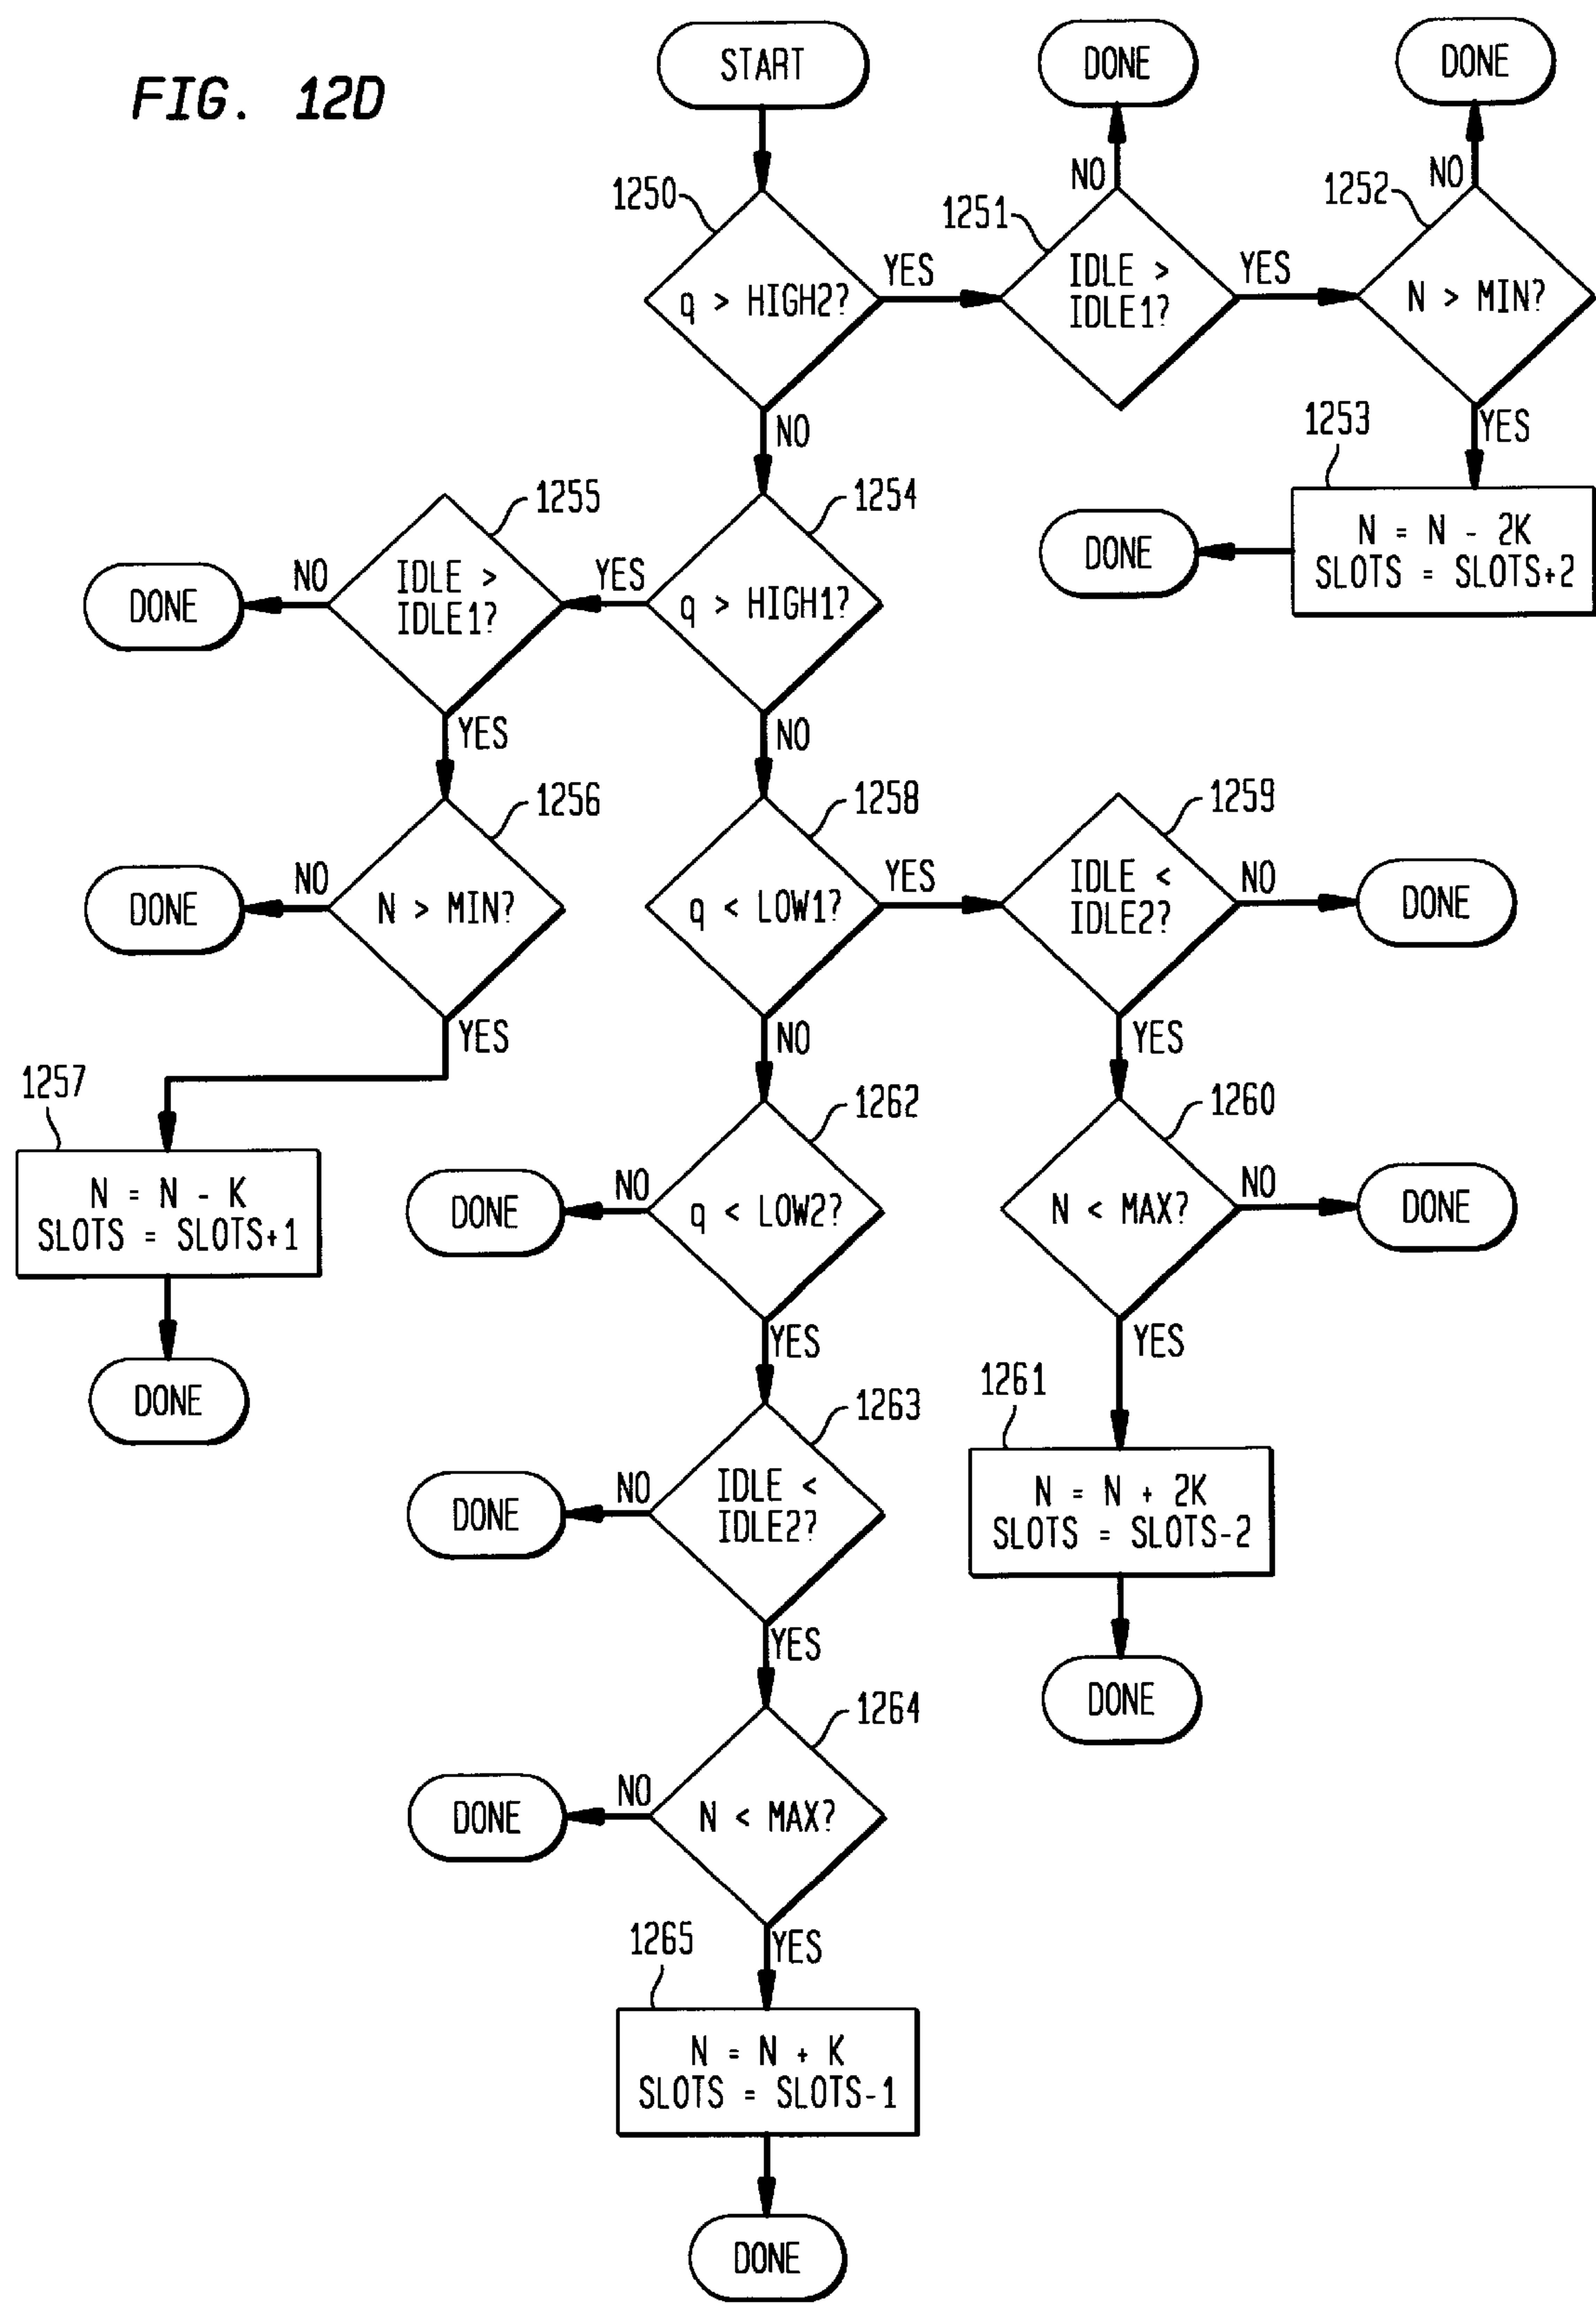 FIG. 12D
START
DONE
DONE
NO
NO
1250
1251
1252
q > HIGH2?
YES
IDLE >
IDLE1?
YES
N > MIN?
NO
YES
1253
N = N - 2K
SLOTS = SLOTS+2
DONE
1255
1254
DONE
NO
IDLE >
IDLE1?
YES
q > HIGH1?
YES
NO
1256
1258
1259
DONE
NO
N > MIN?
q < LOW1?
YES
IDLE <
IDLE2?
NO
DONE
YES
NO
YES
1257
1262
1260
N = N - K
SLOTS = SLOTS+1
DONE
NO
q < LOW2?
N < MAX?
NO
DONE
DONE
YES
YES
1263
1261
DONE
NO
IDLE <
IDLE2?
N = N + 2K
SLOTS = SLOTS-2
YES
DONE
1264
DONE
NO
N < MAX?
YES
1265
N = N + K
SLOTS = SLOTS-1
DONE